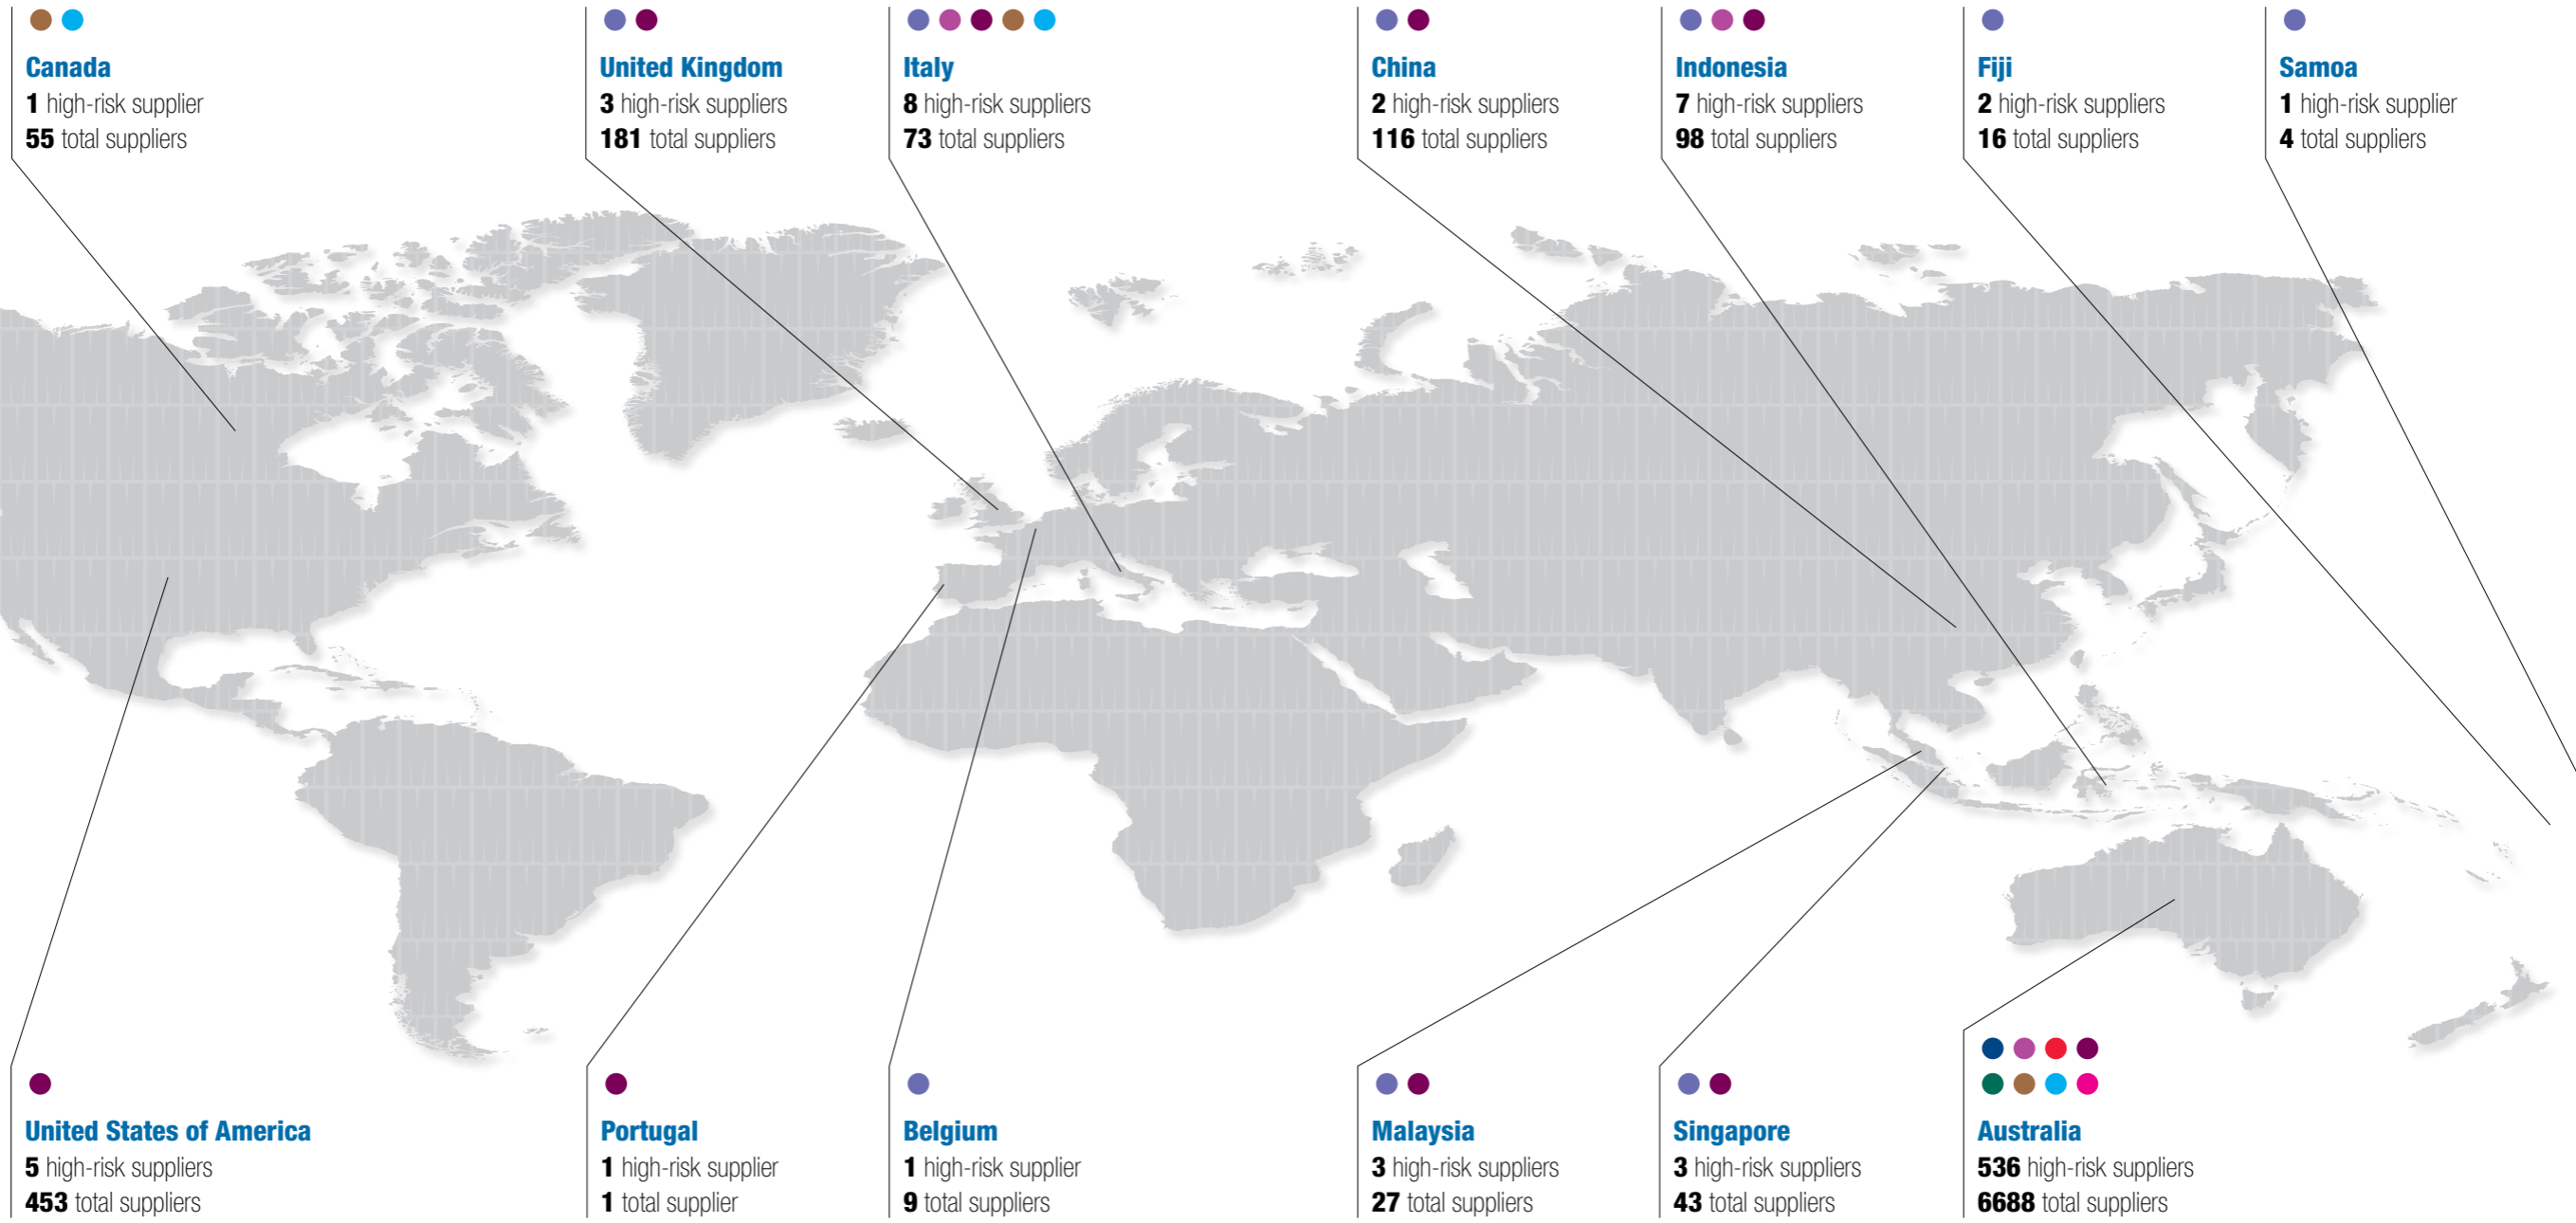 Canada
1 high-risk supplier
55 total suppliers
United Kingdom
3 high-risk suppliers
181 total suppliers
Italy
8 high-risk suppliers
73 total suppliers
China
2 high-risk suppliers
116 total suppliers
Indonesia
7 high-risk suppliers
98 total suppliers
Fiji
2 high-risk suppliers
16 total suppliers
Samoa
1 high-risk supplier
4 total suppliers
United States of America
5 high-risk suppliers
453 total suppliers
Portugal
1 high-risk supplier
1 total supplier
Belgium
1 high-risk supplier
9 total suppliers
Malaysia
3 high-risk suppliers
27 total suppliers
Singapore
3 high-risk suppliers
43 total suppliers
Australia
536 high-risk suppliers
6688 total suppliers